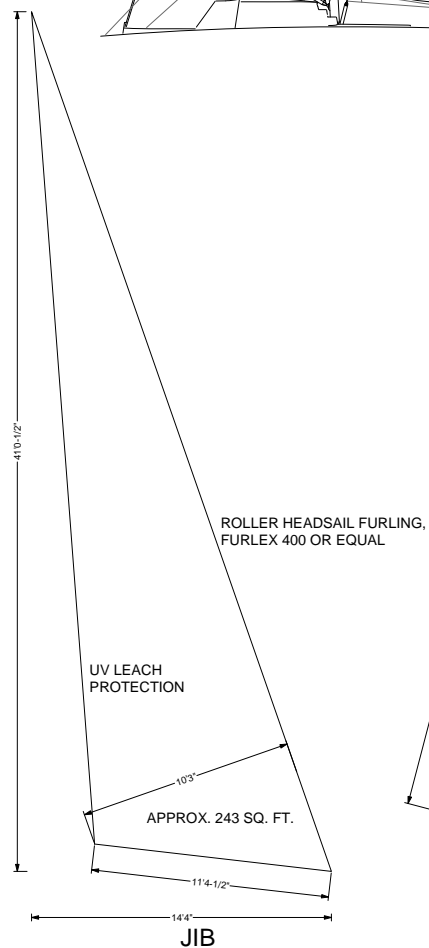 41'0-1/2"
ROLLER HEADSAIL FURLING,
FURLEX 400 OR EQUAL
UV LEACH
PROTECTION
10'3"
APPROX. 243 SQ. FT.
11'4-1/2"
14'4"
JIB